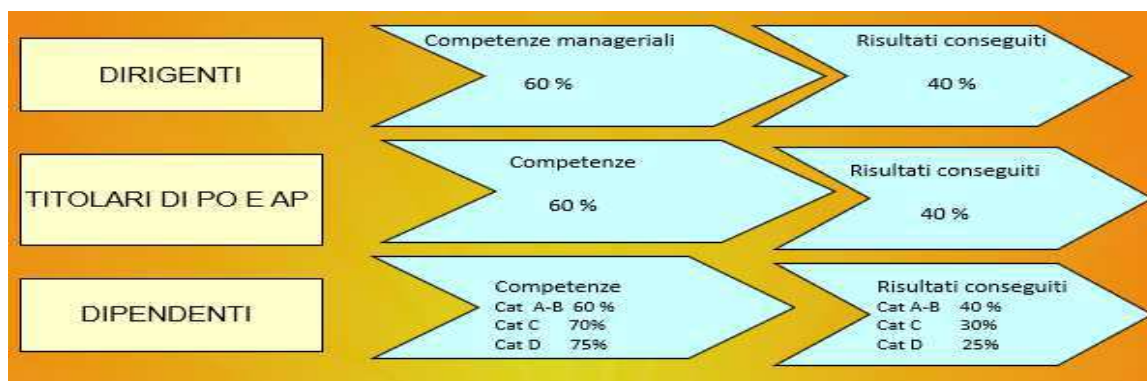 DIRIGENTI
Competenze manageriali
60 %
Risultati conseguiti
40 %
TITOLARI DI PO E AP
Competenze
60 %
Risultati conseguiti
40 %
DIPENDENTI
Competenze
Cat A-B 60 %
Cat C 70%
Cat D 75%
Risultati conseguiti
Cat A-B 40 %
Cat C 30%
Cat D 25%